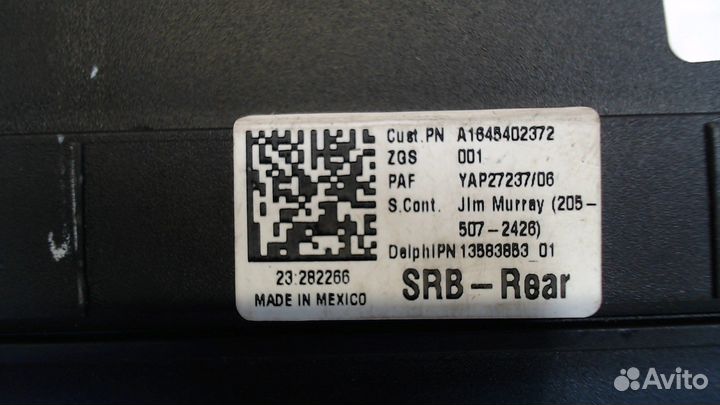 Cust.PN A1645402372
ZGS 001
PAF YAP27237/06
S.Cont. Jim Murray (205-
507-2426)
DelphiPN 13583853_01
23:282266
MADE IN MEXICO
SRB-Rear
Avito